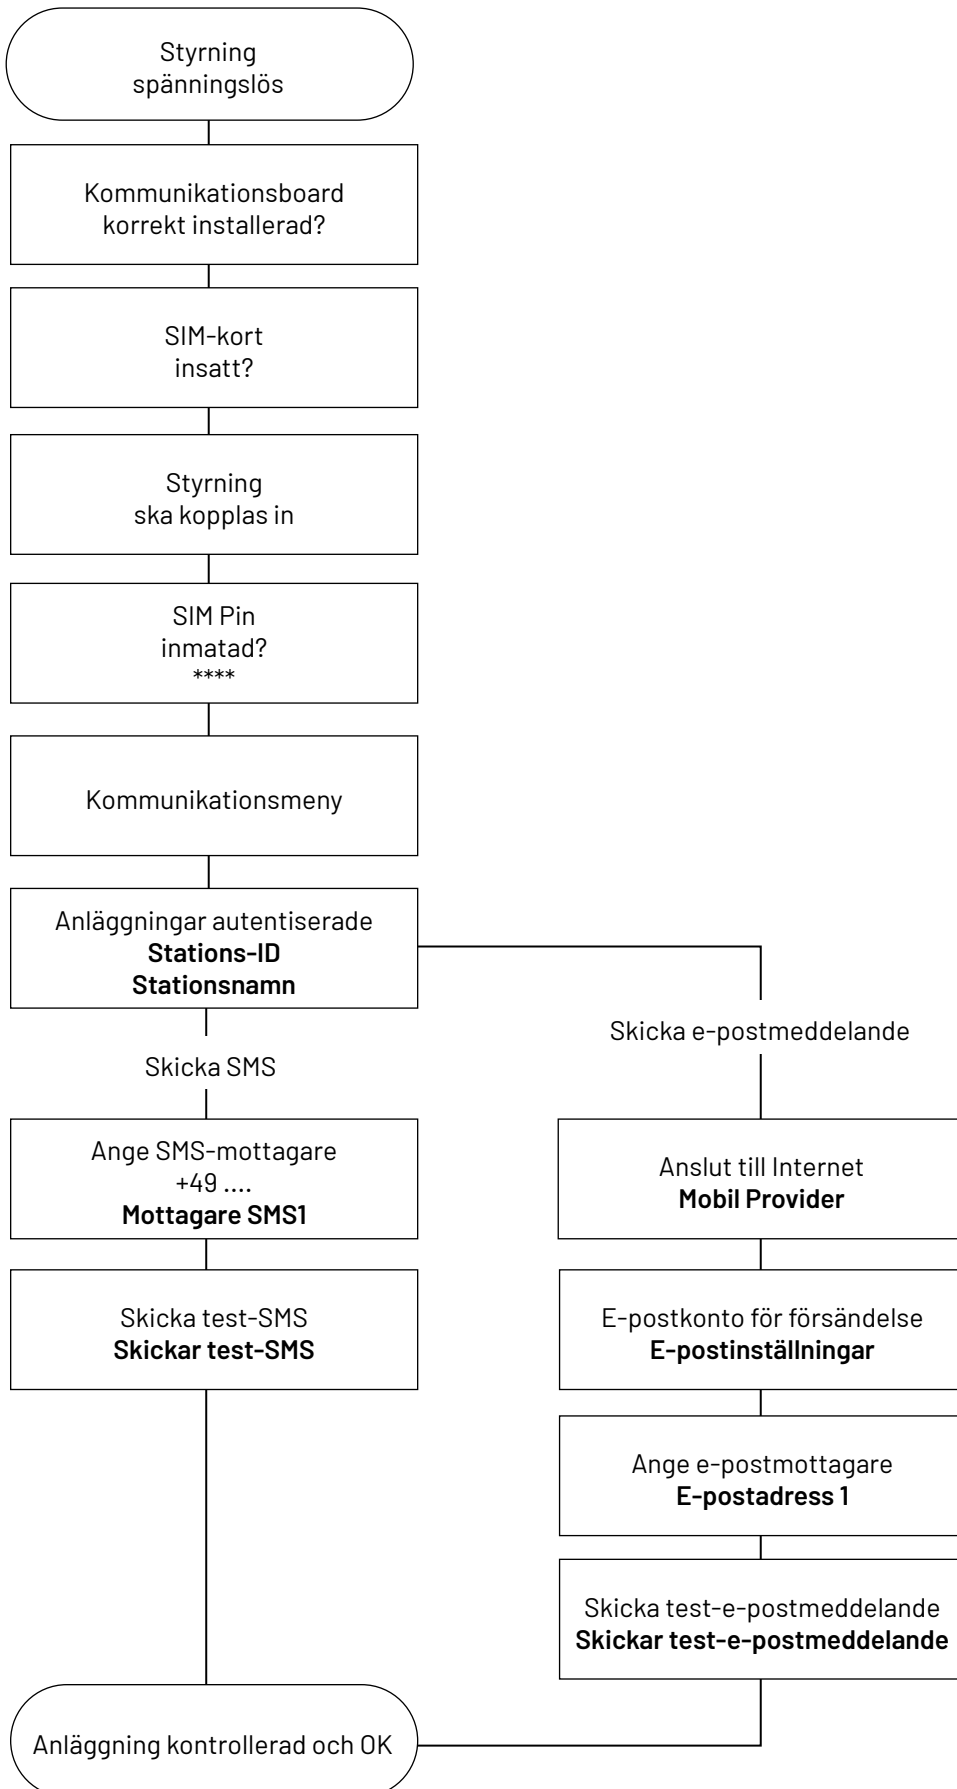 Styrning
spänningslös
Kommunikationsboard
korrekt installerad?
SIM-kort
insatt?
Styrning
ska kopplas in
SIM Pin
inmatad?
****
Kommunikationsmeny
Anläggningar autentiserade
Stations-ID
Stationsnamn
Skicka SMS
Ange SMS-mottagare
+49 ....
Mottagare SMS1
Skicka test-SMS
Skickar test-SMS
Skicka e-postmeddelande
Anslut till Internet
Mobil Provider
E-postkonto för försändelse
E-postinställningar
Ange e-postmottagare
E-postadress 1
Skicka test-e-postmeddelande
Skickar test-e-postmeddelande
Anläggning kontrollerad och OK